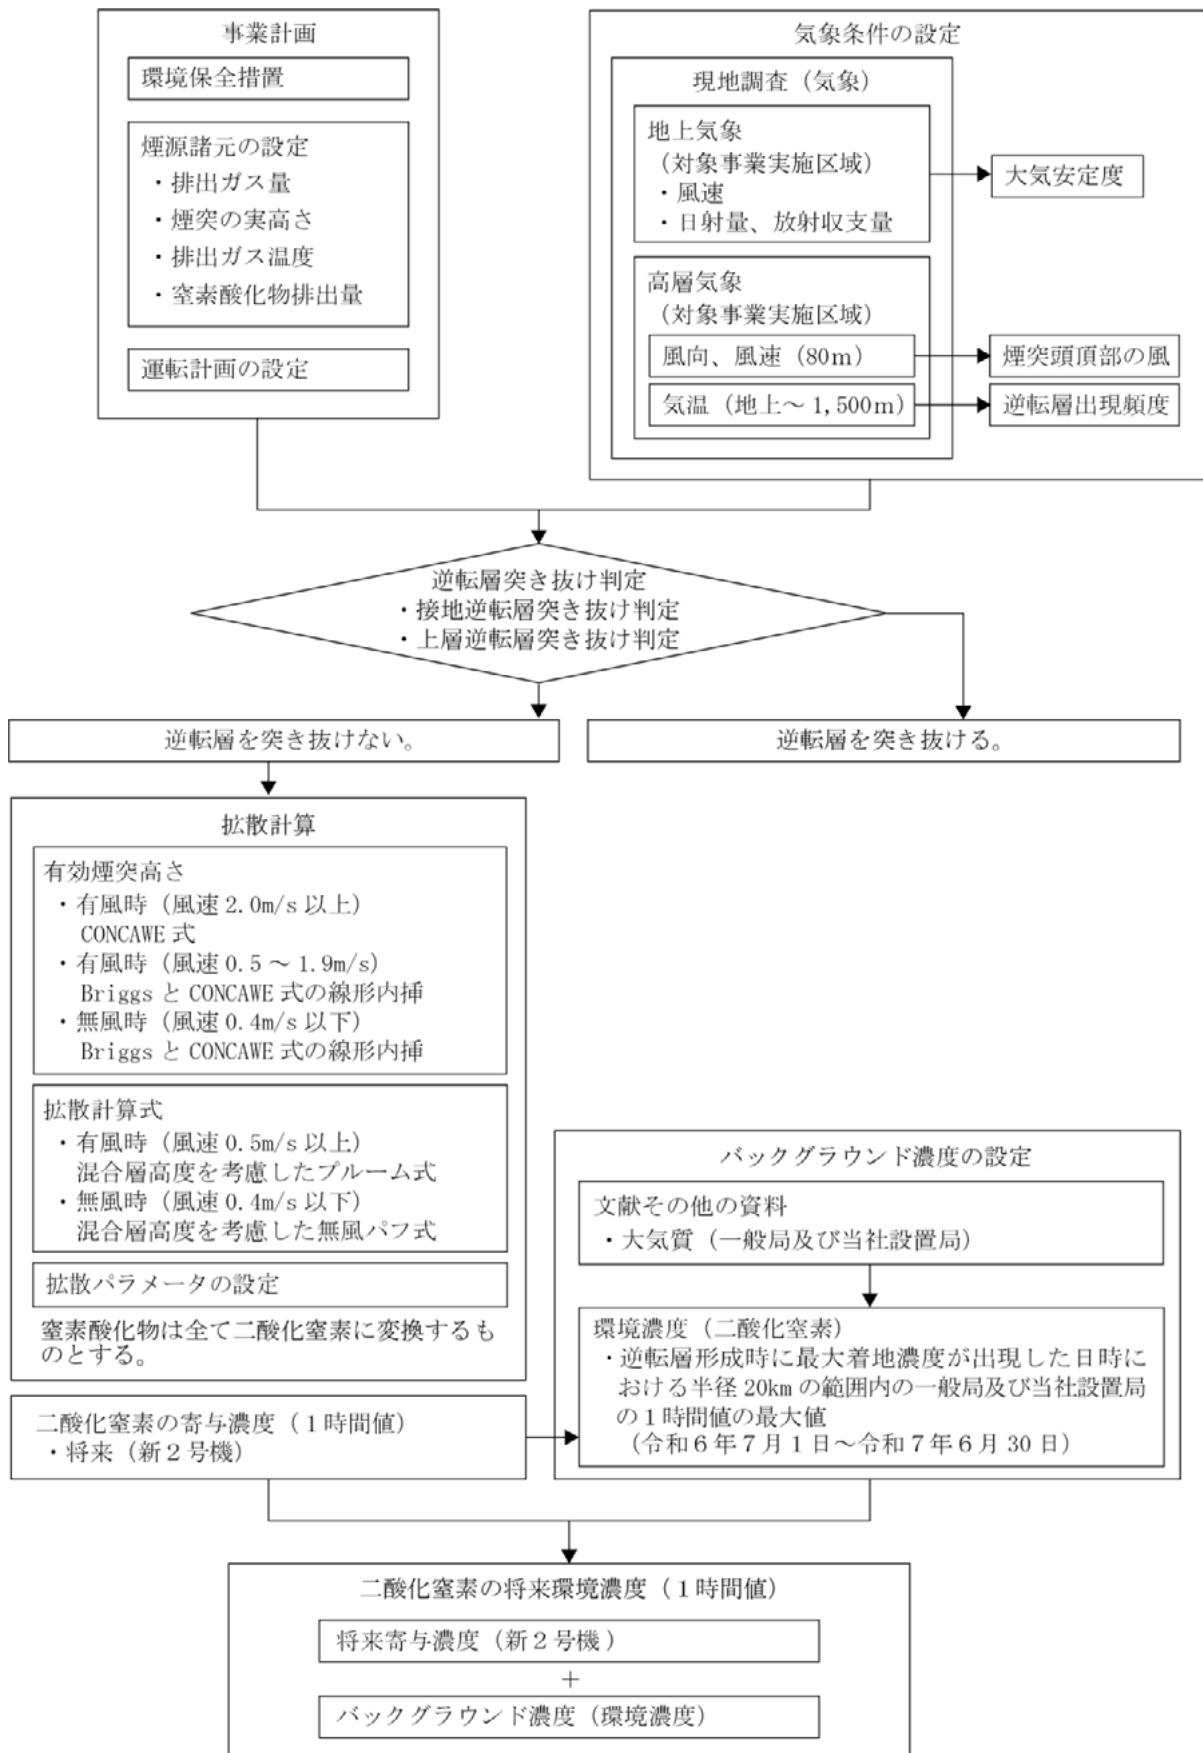 事業計画
環境保全措置
煙源諸元の設定
・排出ガス量
・煙突の実高さ
・排出ガス温度
・窒素酸化物排出量
運転計画の設定
気象条件の設定
現地調査（気象）
地上気象
（対象事業実施区域）
・風速
・日射量、放射収支量
大気安定度
高層気象
（対象事業実施区域）
風向、風速（80m）
煙突頭頂部の風
気温（地上～1,500m）
逆転層出現頻度
逆転層突き抜け判定
・接地逆転層突き抜け判定
・上層逆転層突き抜け判定
逆転層を突き抜けない。
逆転層を突き抜ける。
拡散計算
有効煙突高さ
・有風時（風速2.0m/s以上）
CONCAWE式
・有風時（風速0.5～1.9m/s）
BriggsとCONCAWE式の線形内挿
・無風時（風速0.4m/s以下）
BriggsとCONCAWE式の線形内挿
拡散計算式
・有風時（風速0.5m/s以上）
混合層高度を考慮したプルーム式
・無風時（風速0.4m/s以下）
混合層高度を考慮した無風パフ式
拡散パラメータの設定
窒素酸化物は全て二酸化窒素に変換するも
のとする。
二酸化窒素の寄与濃度（１時間値）
・将来（新２号機）
バックグラウンド濃度の設定
文献その他の資料
・大気質（一般局及び当社設置局）
環境濃度（二酸化窒素）
・逆転層形成時に最大着地濃度が出現した日時に
おける半径20kmの範囲内の一般局及び当社設置局
の１時間値の最大値
（令和６年７月１日～令和７年６月30日）
二酸化窒素の将来環境濃度（１時間値）
将来寄与濃度（新２号機）
＋
バックグラウンド濃度（環境濃度）